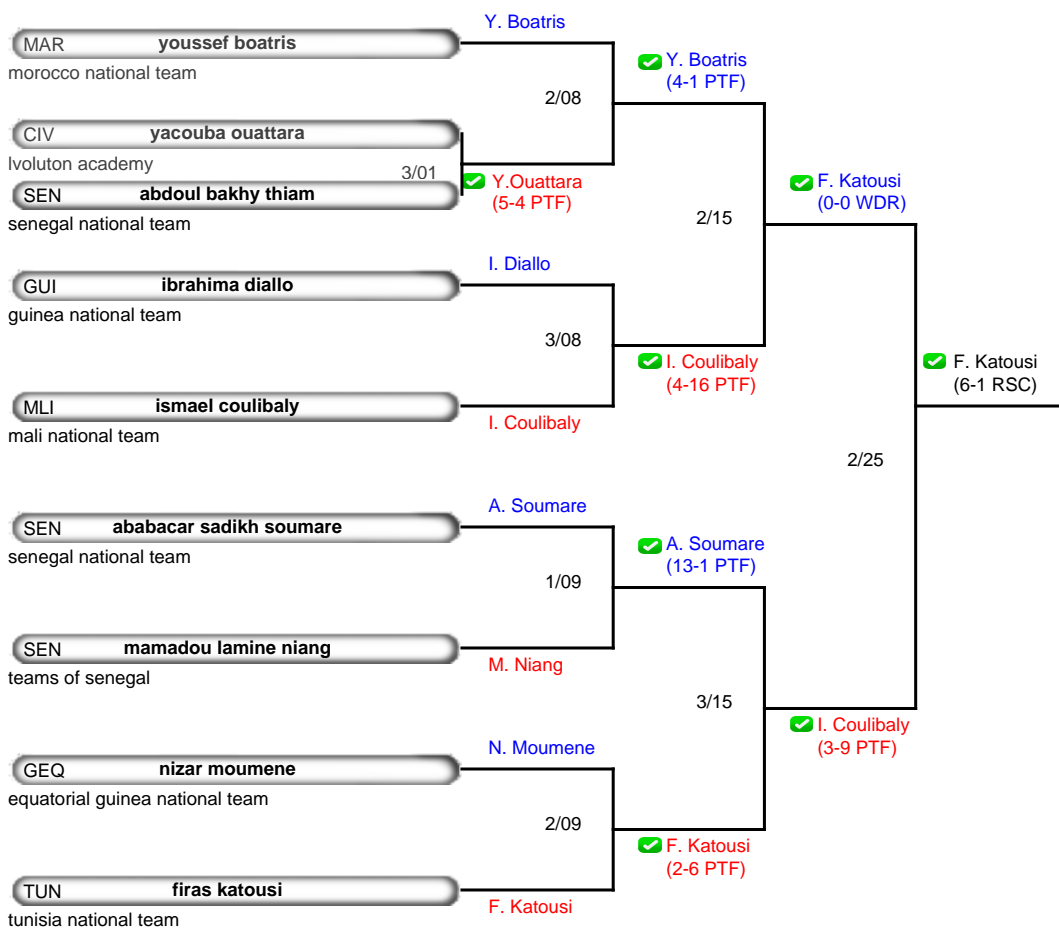 Y. Boatris
MAR youssef boatris
morocco national team
Y. Boatris
(4-1 PTF)
2/08
CIV yacouba ouattara
Ivoluton academy
3/01
Y.Ouattara
(5-4 PTF)
SEN abdoul bakhy thiam
senegal national team
F. Katousi
(0-0 WDR)
2/15
I. Diallo
GUI ibrahima diallo
guinea national team
3/08
I. Coulibaly
(4-16 PTF)
F. Katousi
(6-1 RSC)
MLI ismael coulibaly
mali national team
I. Coulibaly
2/25
A. Soumare
SEN ababacar sadikh soumare
senegal national team
A. Soumare
(13-1 PTF)
1/09
SEN mamadou lamine niang
teams of senegal
M. Niang
3/15
I. Coulibaly
(3-9 PTF)
N. Moumene
GEQ nizar moumene
equatorial guinea national team
2/09
F. Katousi
(2-6 PTF)
TUN firas katousi
tunisia national team
F. Katousi